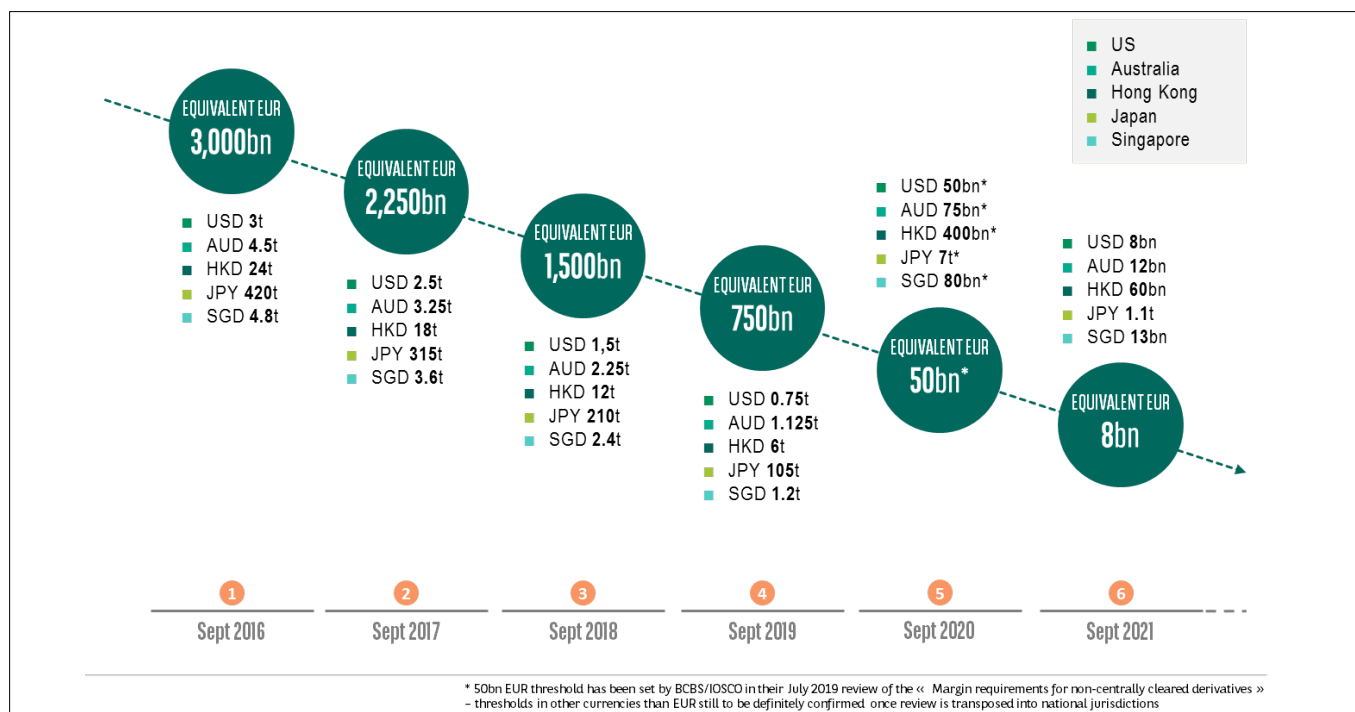 US
Australia
Hong Kong
Japan
Singapore
EQUIVALENT EUR
3,000bn
USD 3t
AUD 4.5t
HKD 24t
JPY 420t
SGD 4.8t
EQUIVALENT EUR
2,250bn
USD 2.5t
AUD 3.25t
HKD 18t
JPY 315t
SGD 3.6t
EQUIVALENT EUR
1,500bn
USD 1,5t
AUD 2.25t
HKD 12t
JPY 210t
SGD 2.4t
EQUIVALENT EUR
750bn
USD 0.75t
AUD 1.125t
HKD 6t
JPY 105t
SGD 1.2t
USD 50bn*
AUD 75bn*
HKD 400bn*
JPY 7t*
SGD 80bn*
EQUIVALENT EUR
50bn*
USD 8bn
AUD 12bn
HKD 60bn
JPY 1.1t
SGD 13bn
EQUIVALENT EUR
8bn
1
Sept 2016
2
Sept 2017
3
Sept 2018
4
Sept 2019
5
Sept 2020
6
Sept 2021
* 50bn EUR threshold has been set by BCBS/IOSCO in their July 2019 review of the « Margin requirements for non-centrally cleared derivatives »
– thresholds in other currencies than EUR still to be definitely confirmed once review is transposed into national jurisdictions